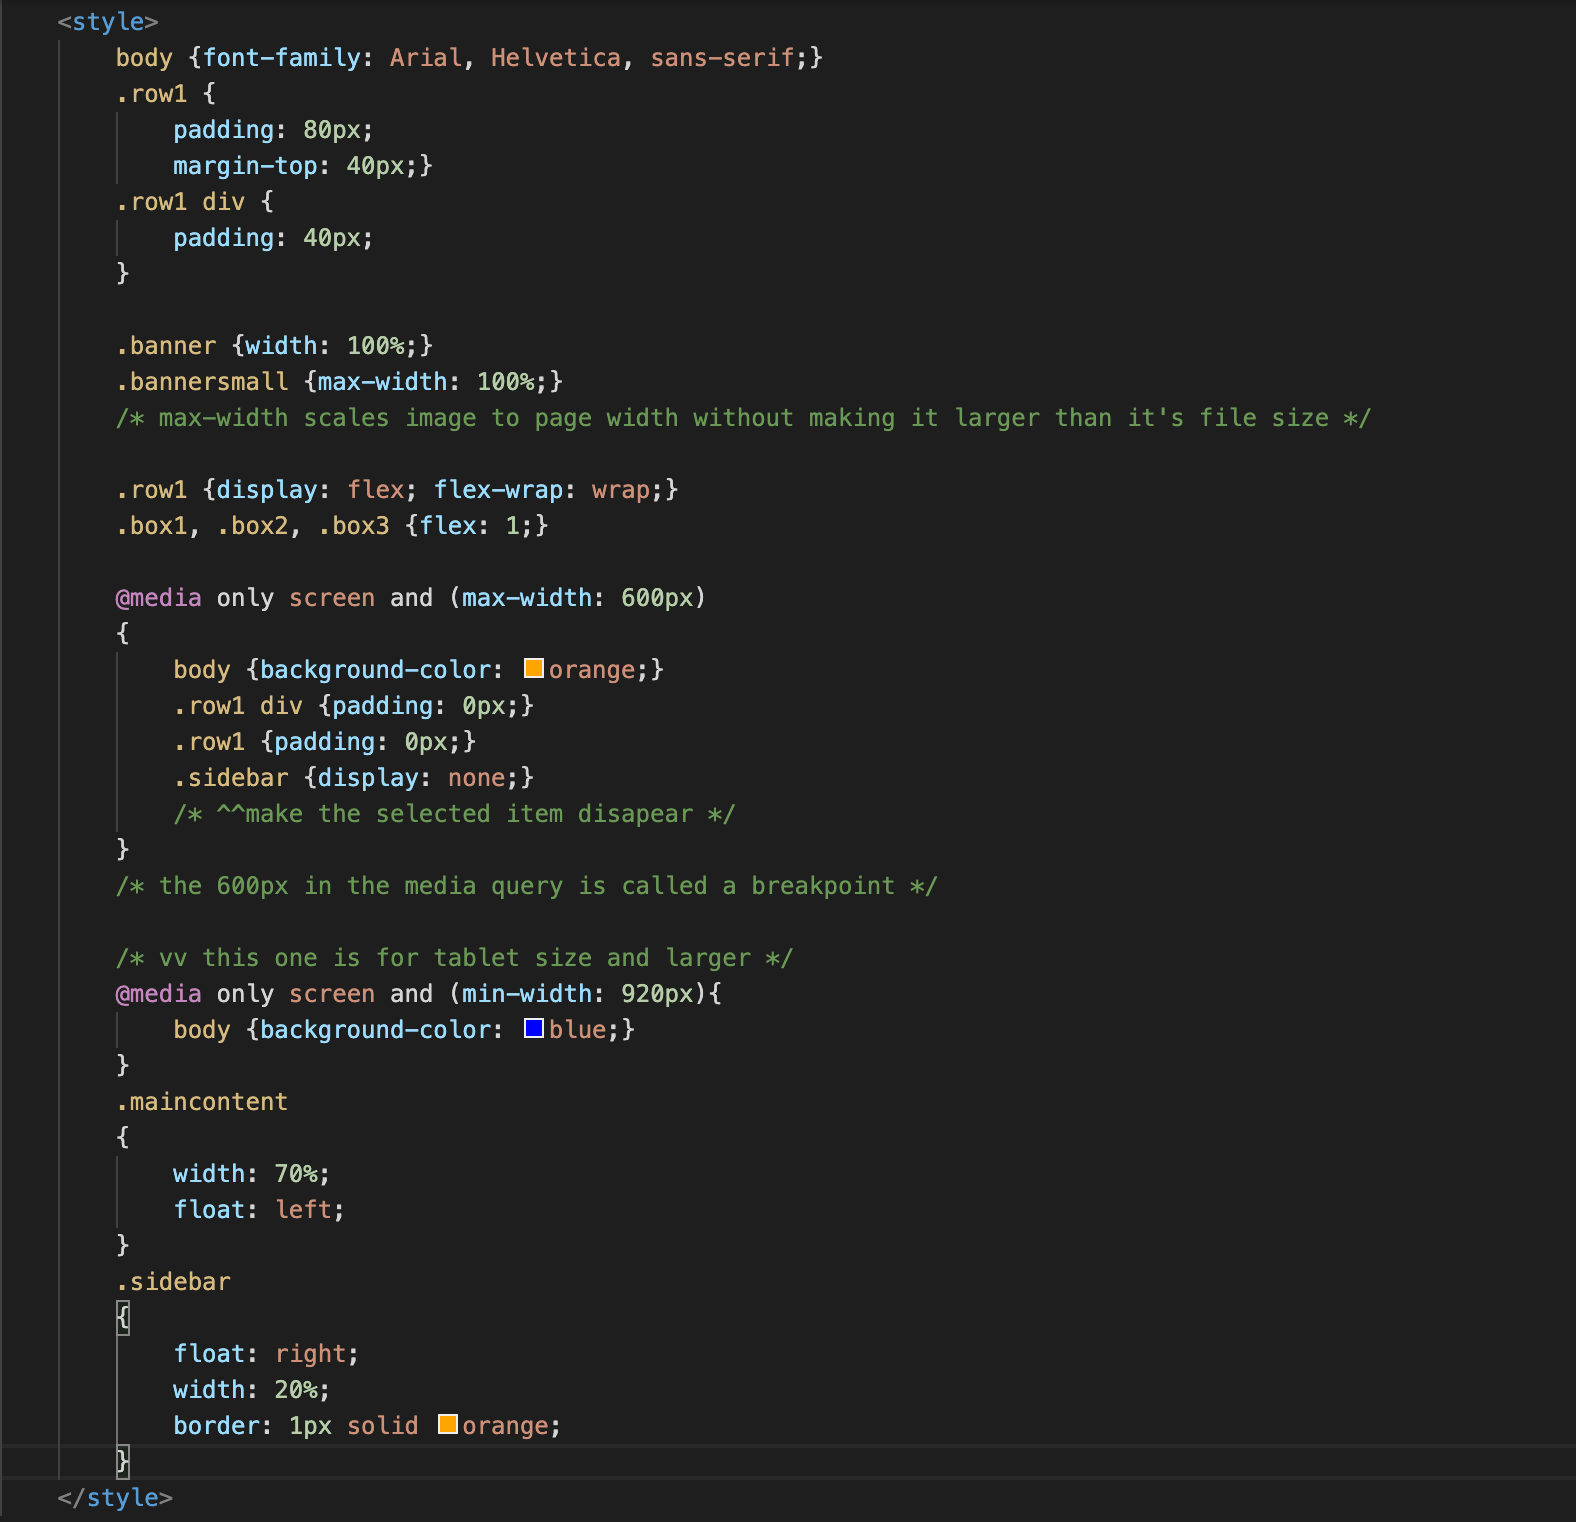 <style>
body {font-family: Arial, Helvetica, sans-serif;}
.row1 {
padding: 80px;
margin-top: 40px;}
.row1 div {
padding: 40px;
}
.banner {width: 100%;}
.bannersmall {max-width: 100%;}
/* max-width scales image to page width without making it larger than it's file size */
.row1 {display: flex; flex-wrap: wrap;}
.box1, .box2, .box3 {flex: 1;}
@media only screen and (max-width: 600px)
{
body {background-color: orange;}
.row1 div {padding: 0px;}
.row1 {padding: 0px;}
.sidebar {display: none;}
/* ^^make the selected item disapear */
}
/* the 600px in the media query is called a breakpoint */
/* vv this one is for tablet size and larger */
@media only screen and (min-width: 920px){
body {background-color: blue;}
}
.maincontent
{
width: 70%;
float: left;
}
.sidebar
{
float: right;
width: 20%;
border: 1px solid orange;
}
</style>